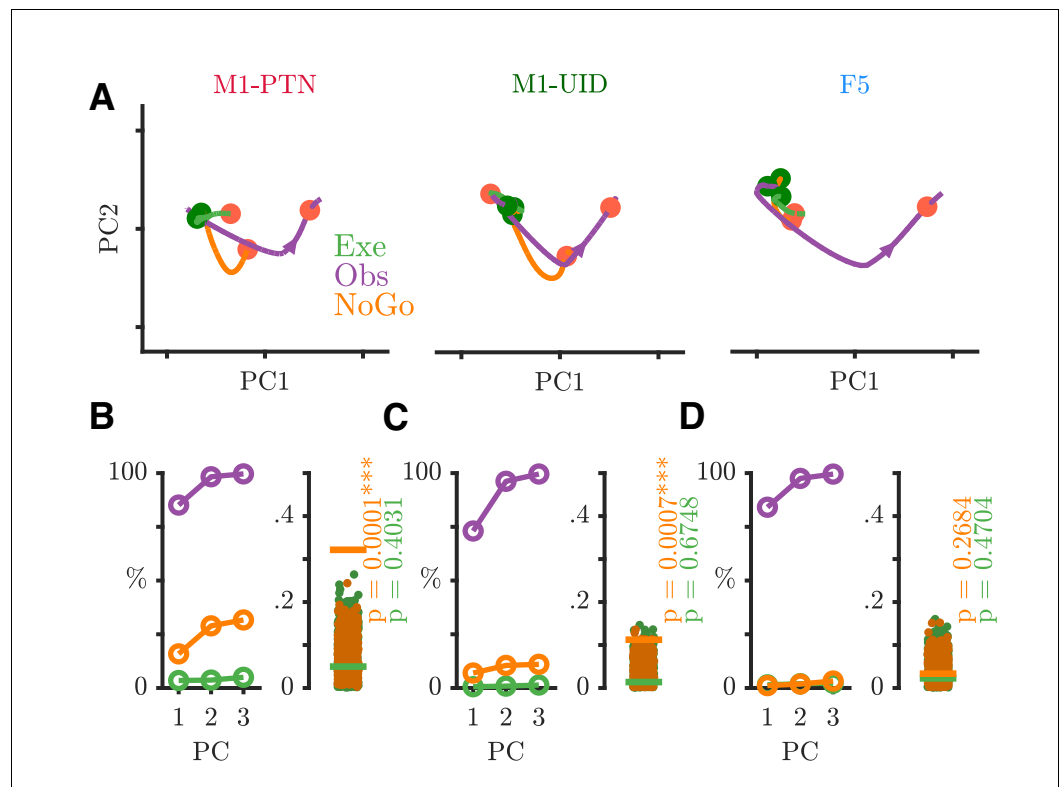 A
M1-PTN
M1-UID
F5
PC2
Exe
Obs
NoGo
PC1
PC1
PC1
B
C
D
100
%
0
1 2 3
PC
.4
.2
0
p = 0.0001***
p = 0.4031
100
%
0
1 2 3
PC
.4
.2
0
p = 0.0007***
p = 0.6748
100
%
0
1 2 3
PC
.4
.2
0
p = 0.2684
p = 0.4704